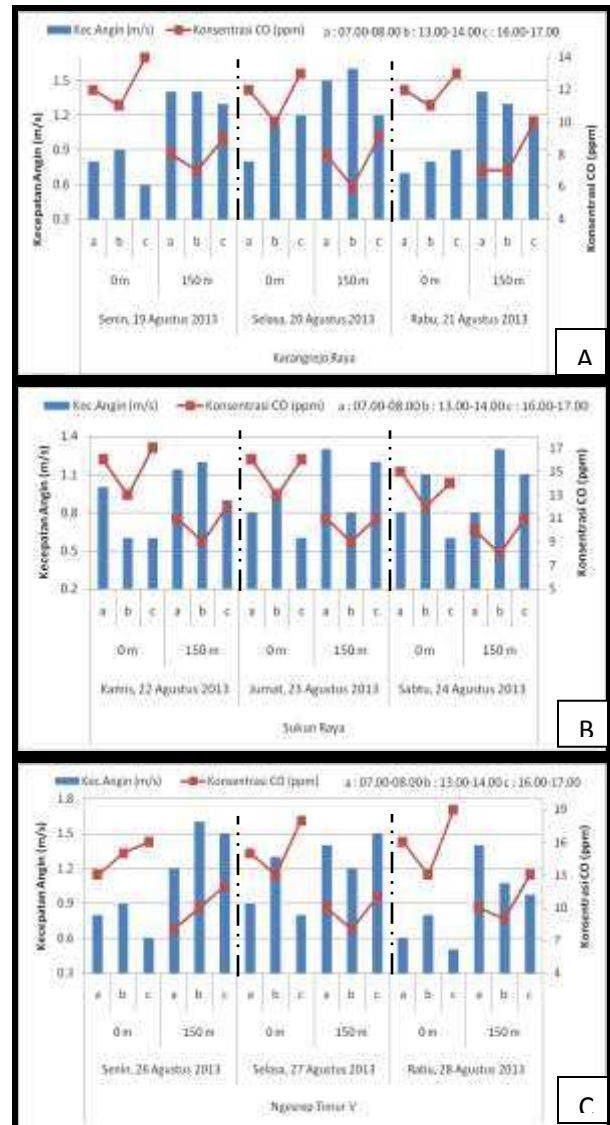 Kec.Angin (m/s) Konsentrasi CO (ppm) a : 07.00-08.00 b : 13.00-14.00 c : 16.00-17.00
Kecepatan Angin (m/s)
1.5
1.2
0.9
0.6
0.3
14
12
10
8
6
4
Konsentrasi CO (ppm)
a b c a b c a b c a b c a b c a b c
0 m 150 m 0 m 150 m 0 m 150 m
Senin, 19 Agustus 2013 Selasa, 20 Agustus 2013 Rabu, 21 Agustus 2013
Karangrejo Raya
A
Kec.Angin (m/s) Konsentrasi CO (ppm) a : 07.00-08.00 b : 13.00-14.00 c : 16.00-17.00
Kecepatan Angin (m/s)
1.4
1.1
0.8
0.5
0.2
17
15
13
11
9
7
5
Konsentrasi CO (ppm)
a b c a b c a b c a b c a b c a b c
0 m 150 m 0 m 150 m 0 m 150 m
Kamis, 22 Agustus 2013 Jumat, 23 Agustus 2013 Sabtu, 24 Agustus 2013
Sukun Raya
B
Kec.Angin (m/s) Konsentrasi CO (ppm) a : 07.00-08.00 b : 13.00-14.00 c : 16.00-17.00
Kecepatan Angin (m/s)
1.8
1.5
1.2
0.9
0.6
0.3
19
16
13
10
7
4
Konsentrasi CO (ppm)
a b c a b c a b c a b c a b c a b c
0 m 150 m 0 m 150 m 0 m 150 m
Senin, 26 Agustus 2013 Selasa, 27 Agustus 2013 Rabu, 28 Agustus 2013
Ngesrep Timur V
C